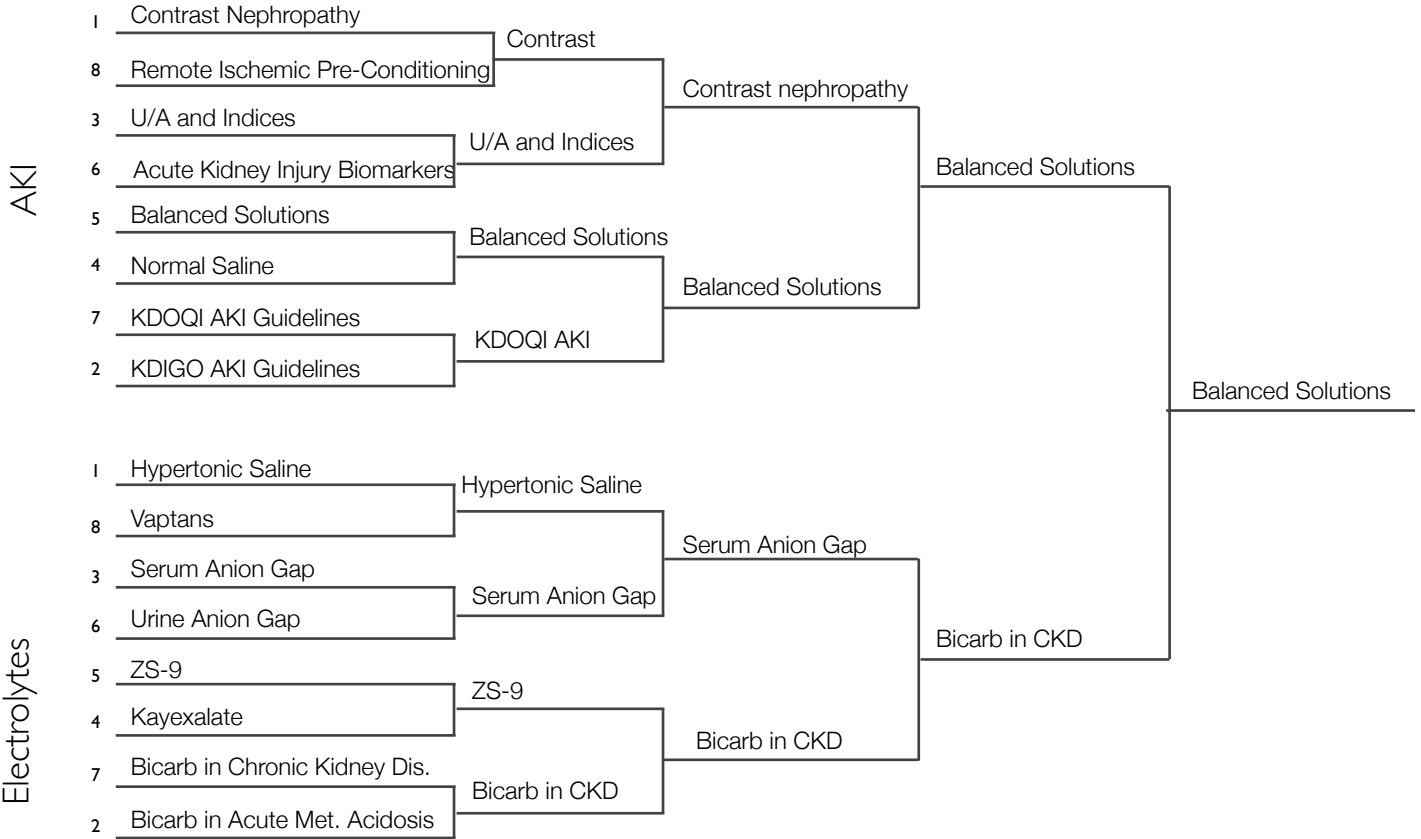 AKI
1 Contrast Nephropathy
8 Remote Ischemic Pre-Conditioning
3 U/A and Indices
6 Acute Kidney Injury Biomarkers
5 Balanced Solutions
4 Normal Saline
7 KDOQI AKI Guidelines
2 KDIGO AKI Guidelines
Contrast
U/A and Indices
Balanced Solutions
KDOQI AKI
Contrast nephropathy
Balanced Solutions
Balanced Solutions
Electrolytes
1 Hypertonic Saline
8 Vaptans
3 Serum Anion Gap
6 Urine Anion Gap
5 ZS-9
4 Kayexalate
7 Bicarb in Chronic Kidney Dis.
2 Bicarb in Acute Met. Acidosis
Hypertonic Saline
Serum Anion Gap
ZS-9
Bicarb in CKD
Serum Anion Gap
Bicarb in CKD
Bicarb in CKD
Balanced Solutions